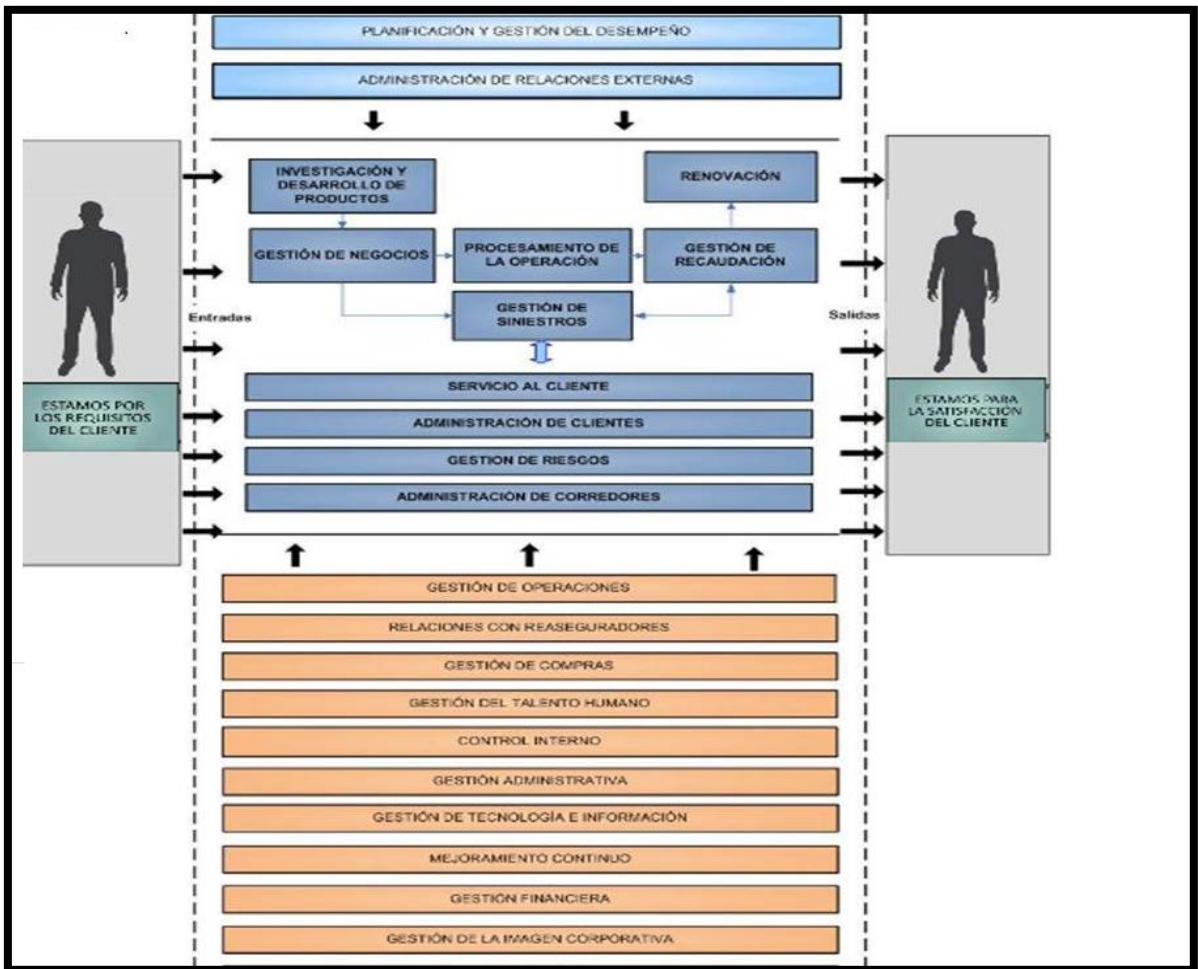 PLANIFICACIÓN Y GESTIÓN DEL DESEMPEÑO
ADMINISTRACIÓN DE RELACIONES EXTERNAS
INVESTIGACIÓN Y
DESARROLLO DE
PRODUCTOS
RENOVACIÓN
GESTIÓN DE NEGOCIOS
PROCESAMIENTO DE
LA OPERACIÓN
GESTIÓN DE
RECAUDACIÓN
GESTIÓN DE
SINIESTROS
Entradas
Salidas
ESTAMOS POR
LOS REQUISITOS
DEL CLIENTE
ESTAMOS PARA
LA SATISFACCIÓN
DEL CLIENTE
SERVICIO AL CLIENTE
ADMINISTRACIÓN DE CLIENTES
GESTION DE RIESGOS
ADMINISTRACIÓN DE CORREDORES
GESTIÓN DE OPERACIONES
RELACIONES CON REASEGURADORES
GESTIÓN DE COMPRAS
GESTIÓN DEL TALENTO HUMANO
CONTROL INTERNO
GESTIÓN ADMINISTRATIVA
GESTIÓN DE TECNOLOGÍA E INFORMACIÓN
MEJORAMIENTO CONTINUO
GESTIÓN FINANCIERA
GESTIÓN DE LA IMAGEN CORPORATIVA